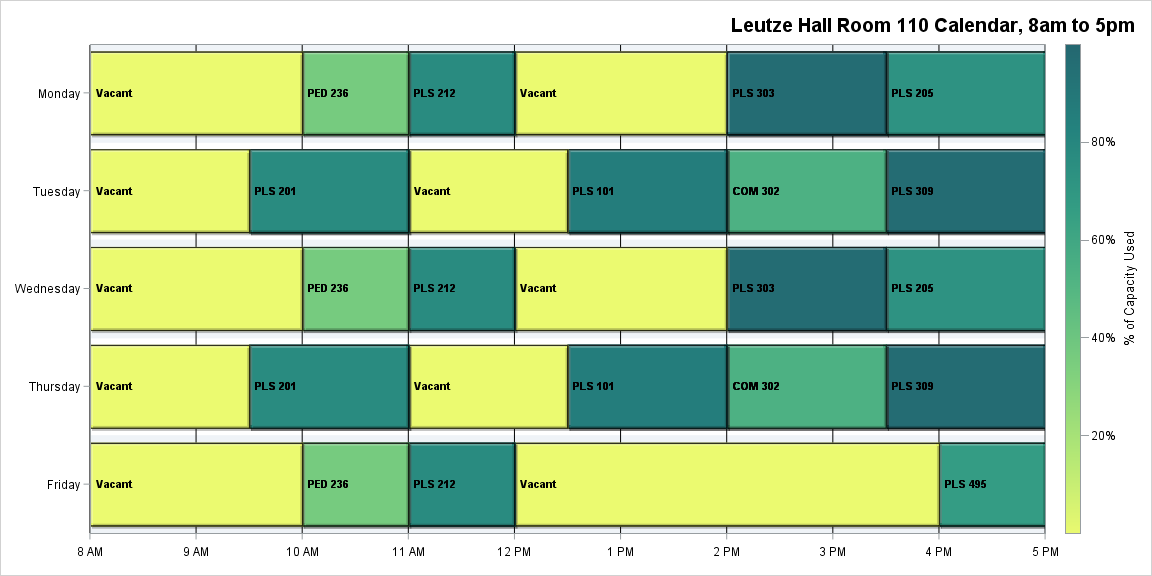 Leutze Hall Room 110 Calendar, 8am to 5pm
Monday
Vacant
PED 236
PLS 212
Vacant
PLS 303
PLS 205
Tuesday
Vacant
PLS 201
Vacant
PLS 101
COM 302
PLS 309
Wednesday
Vacant
PED 236
PLS 212
Vacant
PLS 303
PLS 205
Thursday
Vacant
PLS 201
Vacant
PLS 101
COM 302
PLS 309
Friday
Vacant
PED 236
PLS 212
Vacant
PLS 495
8 AM
9 AM
10 AM
11 AM
12 PM
1 PM
2 PM
3 PM
4 PM
5 PM
80%
60%
40%
20%
% of Capacity Used